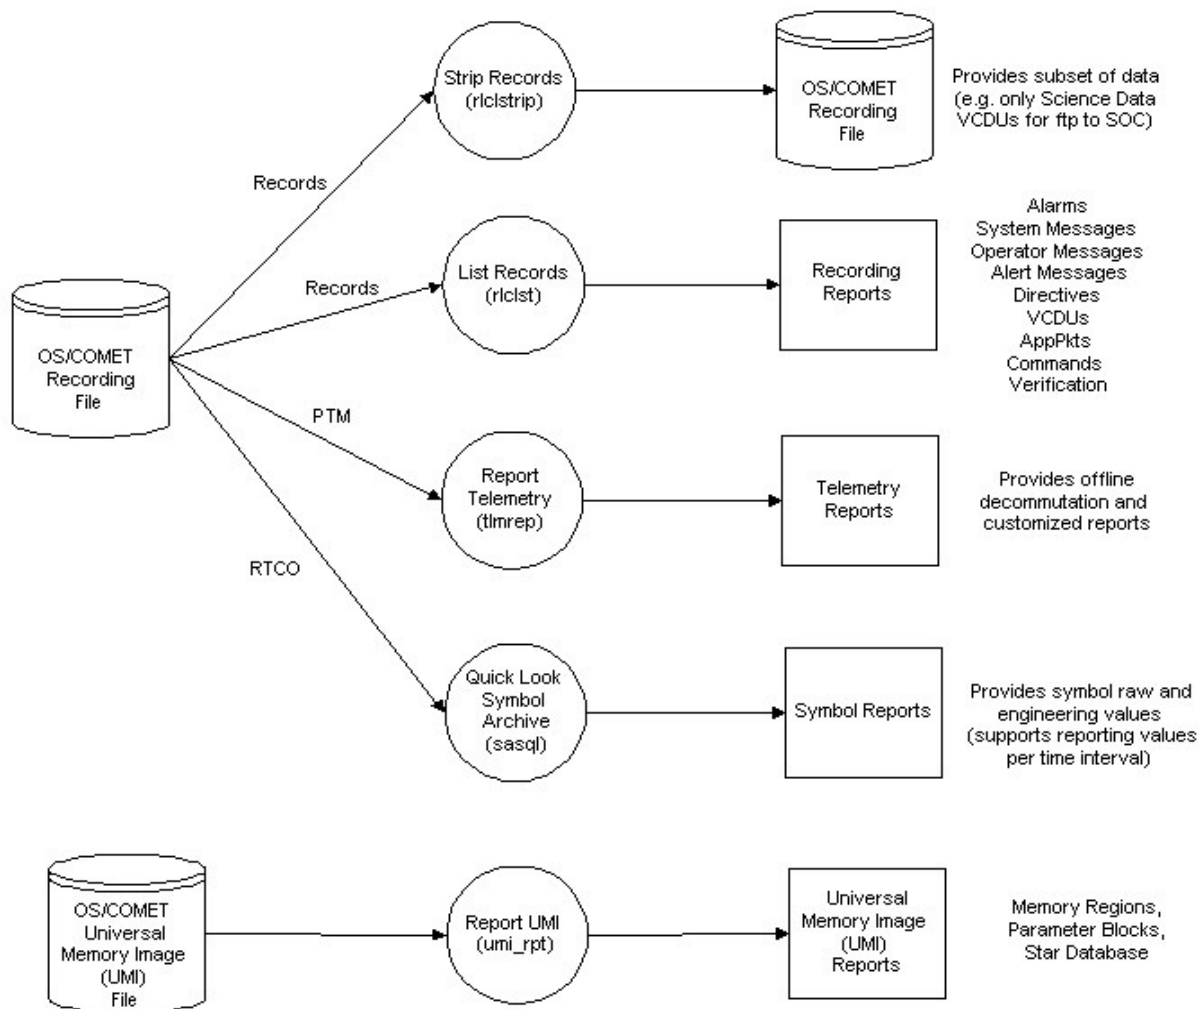 Strip Records
(rlclstrip)
OS/COMET
Recording
File
Provides subset of data
(e.g. only Science Data
VCDUs for ftp to SOC)
Records
Alarms
System Messages
Operator Messages
Alert Messages
Directives
VCDUs
AppPkts
Commands
Verification
List Records
(rlclst)
Recording
Reports
Records
OS/COMET
Recording
File
PTM
Report
Telemetry
(tlmrep)
Telemetry
Reports
Provides offline
decommutation and
customized reports
RTCO
Quick Look
Symbol
Archive
(sasql)
Symbol Reports
Provides symbol raw and
engineering values
(supports reporting values
per time interval)
OS/COMET
Universal
Memory Image
(UMI)
File
Report UMI
(umi_rpt)
Universal
Memory Image
(UMI)
Reports
Memory Regions,
Parameter Blocks,
Star Database